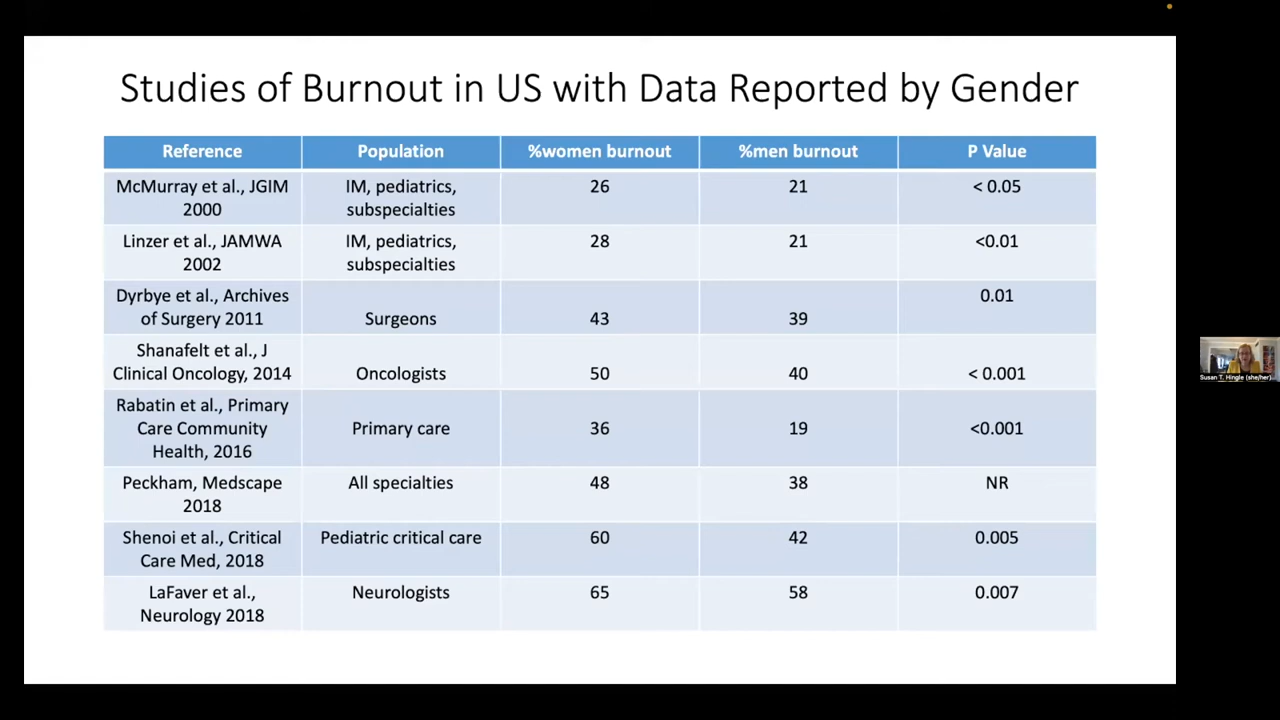 Studies of Burnout in US with Data Reported by Gender
Reference
Population
%women burnout
%men burnout
P Value
McMurray et al., JGIM
2000
IM, pediatrics,
subspecialties
26
21
< 0.05
Linzer et al., JAMWA
2002
IM, pediatrics,
subspecialties
28
21
<0.01
Dyrbye et al., Archives
of Surgery 2011
Surgeons
43
39
0.01
Shanafelt et al., J
Clinical Oncology, 2014
Oncologists
50
40
< 0.001
Rabatin et al., Primary
Care Community
Health, 2016
Primary care
36
19
<0.001
Peckham, Medscape
2018
All specialties
48
38
NR
Shenoi et al., Critical
Care Med, 2018
Pediatric critical care
60
42
0.005
LaFaver et al.,
Neurology 2018
Neurologists
65
58
0.007
Susan T. Hingle (she/her)